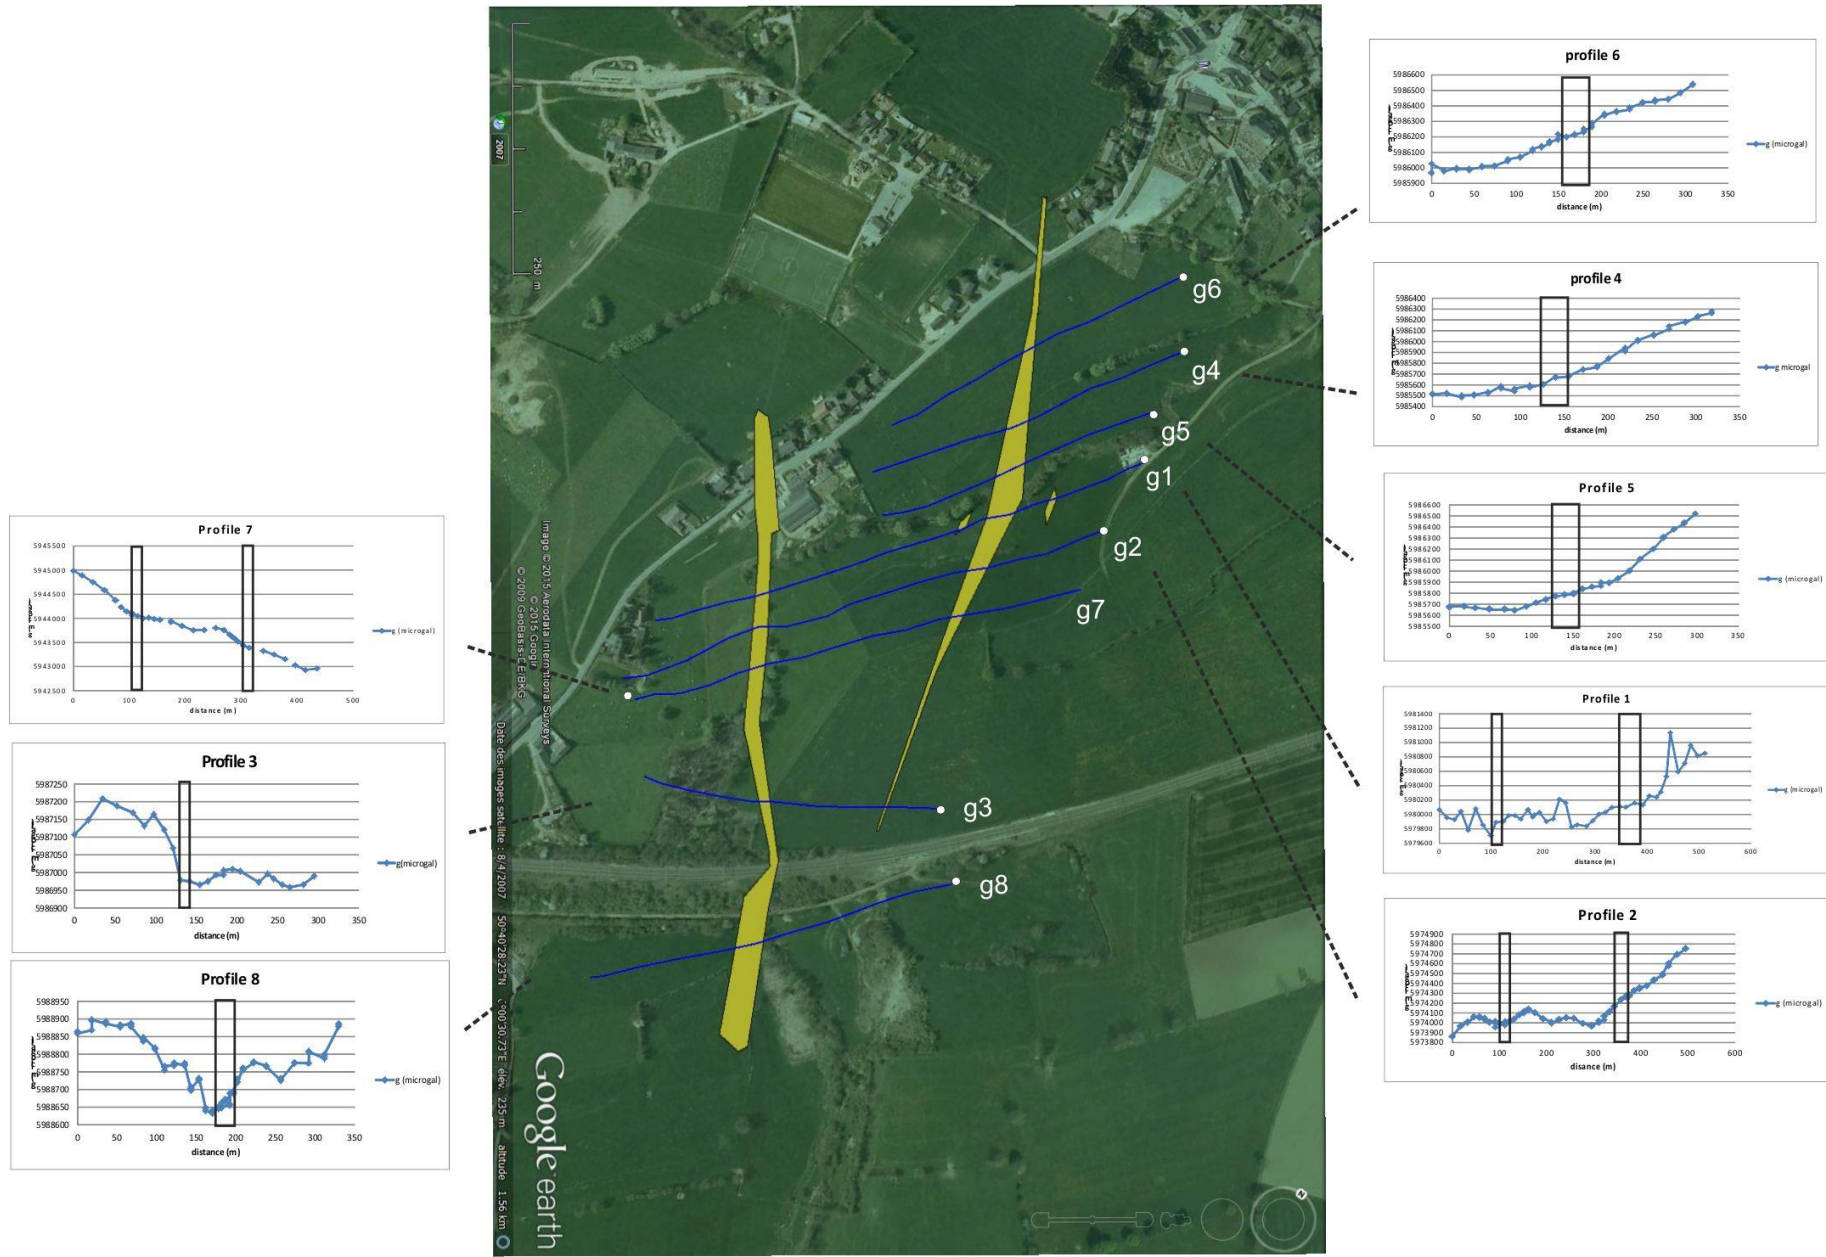 profile 6
5986600
5986500
5986400
5986300
5986200
5986100
5986000
5985900
0 50 100 150 200 250 300 350
distance (m)
g (microgal)
profile 4
5986400
5986300
5986200
5986100
5986000
5985900
5985800
5985700
5985600
5985500
5985400
0 50 100 150 200 250 300 350
distance (m)
g microgal
Profile 5
5986600
5986500
5986400
5986300
5986200
5986100
5986000
5985900
5985800
5985700
5985600
5985500
0 50 100 150 200 250 300 350
distance (m)
g (microgal)
Profile 1
5981400
5981200
5981000
5980800
5980600
5980400
5980200
5980000
5979800
5979600
0 100 200 300 400 500 600
distance (m)
g (microgal)
Profile 2
5974900
5974800
5974700
5974600
5974500
5974400
5974300
5974200
5974100
5974000
5973900
5973800
0 100 200 300 400 500 600
disance (m)
g (microgal)
Profile 7
5945500
5945000
5944500
5944000
5943500
5943000
5942500
0 100 200 300 400 500
distance (m)
g (microgal)
Profile 3
5987250
5987200
5987150
5987100
5987050
5987000
5986950
5986900
0 50 100 150 200 250 300 350
distance (m)
g(microgal)
Profile 8
5988950
5988900
5988850
5988800
5988750
5988700
5988650
5988600
0 50 100 150 200 250 300 350
distance (m)
g (microgal)
g6
g4
g5
g1
g2
g7
g3
g8
2007
250 m
Image © 2015 Aerodata International Surveys
© 2015 Google
© 2009 GeoBasis-DE/BKG
Date des images satellite : 8/4/2007 50°40'28.23"N élév. 235 m altitude 1.56 km
Google earth
N